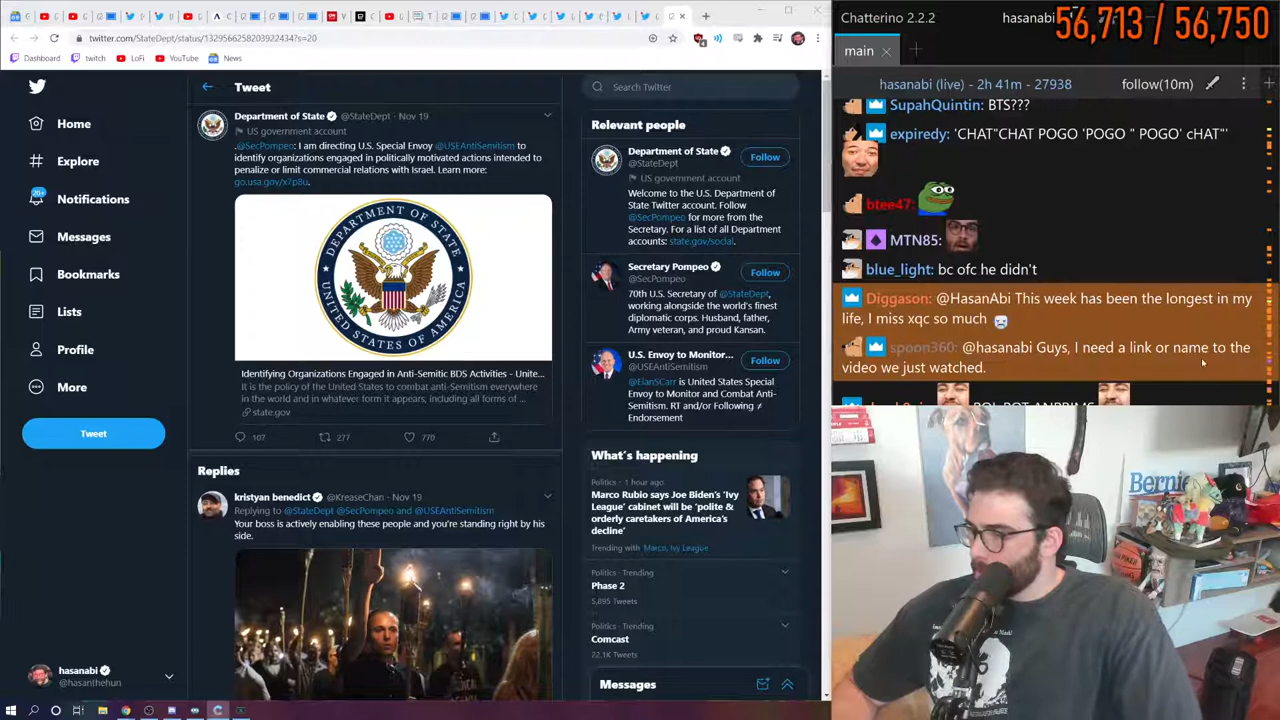 twitter.com/StateDept/status/1329566258203922434?s=20
Dashboard
twitch
LoFi
YouTube
News
Home
Explore
20+
Notifications
Messages
Bookmarks
Lists
Profile
More
Tweet
hasanabi
@hasanthehun
Tweet
Department of State @StateDept · Nov 19
US government account
.@SecPompeo: I am directing U.S. Special Envoy @USEAntiSemitism to
identify organizations engaged in politically motivated actions intended to
penalize or limit commercial relations with Israel. Learn more:
go.usa.gov/x7p8u.
DEPARTMENT OF STATE
UNITED STATES OF AMERICA
Identifying Organizations Engaged in Anti-Semitic BDS Activities - Unite...
It is the policy of the United States to combat anti-Semitism everywhere
in the world and in whatever form it appears, including all forms of ...
state.gov/
107
277
770
Replies
kristyan benedict @KreaseChan · Nov 19
Replying to @StateDept @SecPompeo and @USEAntiSemitism
Your boss is actively enabling these people and you're standing right by his
side.
Search Twitter
Relevant people
Department of State
@StateDept
US government account
Follow
Welcome to the U.S. Department of
State Twitter account. Follow
@SecPompeo for more from the
Secretary. For a list of all Department
accounts: state.gov/social.
Secretary Pompeo
@SecPompeo
Follow
70th U.S. Secretary of @StateDept,
working alongside the world's finest
diplomatic corps. Husband, father,
Army veteran, and proud Kansan.
U.S. Envoy to Monitor...
@USEAntiSemitism
Follow
@ElanSCarr is United States Special
Envoy to Monitor and Combat Anti-
Semitism. RT and/or Following ≠
Endorsement
What's happening
Politics · 1 hour ago
Marco Rubio says Joe Biden's 'Ivy
League' cabinet will be 'polite &
orderly caretakers of America's
decline'
Trending with Marco, Ivy League
Politics · Trending
Phase 2
5,895 Tweets
Politics · Trending
Comcast
22.1K Tweets
Messages
Chatterino 2.2.2
hasanabi
56,713 / 56,750
main
hasanabi (live) - 2h 41m - 27938
follow(10m)
SupahQuintin: BTS???
expiredy: 'CHAT"CHAT POGO 'POGO " POGO' cHAT"'
btee47:
MTN85:
blue_light: bc ofc he didn't
Diggason: @HasanAbi This week has been the longest in my
life, I miss xqc so much
spoon360: @hasanabi Guys, I need a link or name to the
video we just watched.
Bernie